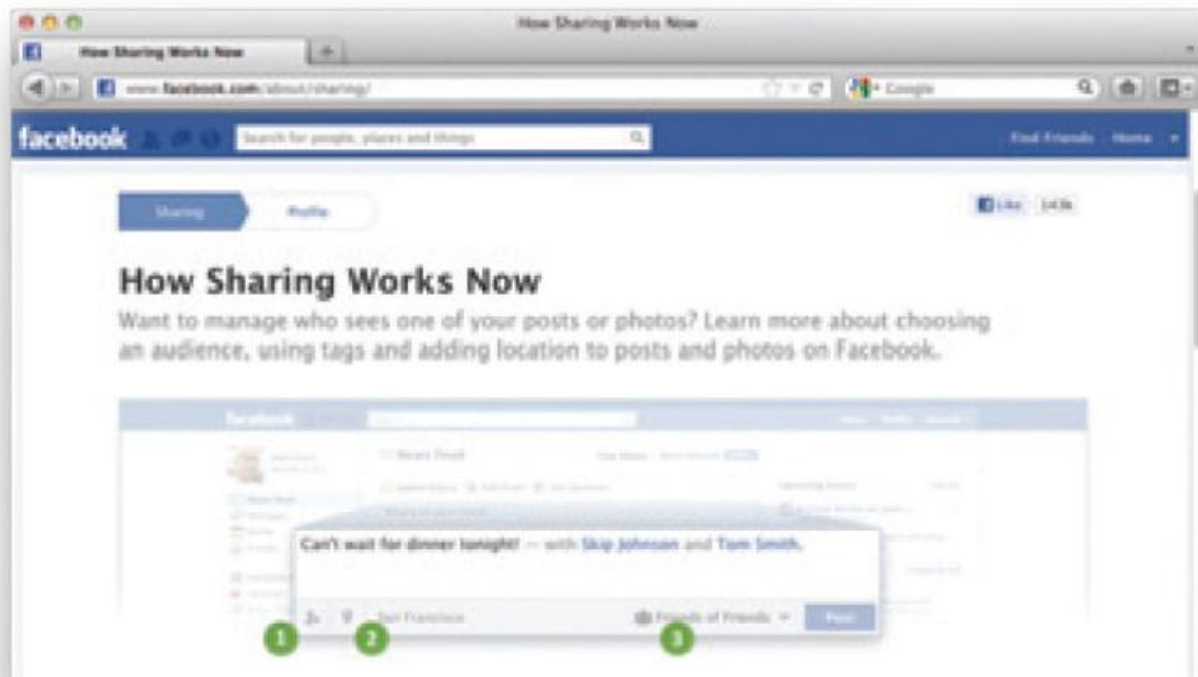 How Sharing Works Now
How Sharing Works Now
www.facebook.com/about/sharing/
Google
facebook
Search for people, places and things
Find Friends Home
Sharing
Profile
Like 143k
How Sharing Works Now
Want to manage who sees one of your posts or photos? Learn more about choosing
an audience, using tags and adding location to posts and photos on Facebook.
facebook
News Feed
Can't wait for dinner tonight! — with Skip Johnson and Tom Smith.
San Francisco
Friends of Friends
Post
1
2
3